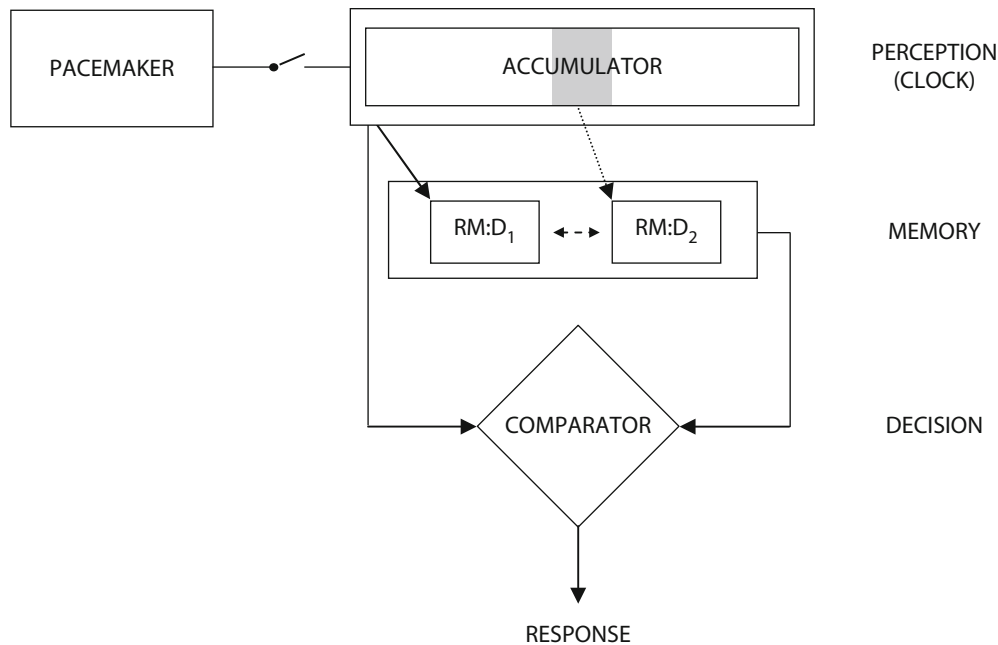 PACEMAKER
ACCUMULATOR
PERCEPTION
(CLOCK)
RM:D₁
RM:D₂
MEMORY
COMPARATOR
DECISION
RESPONSE